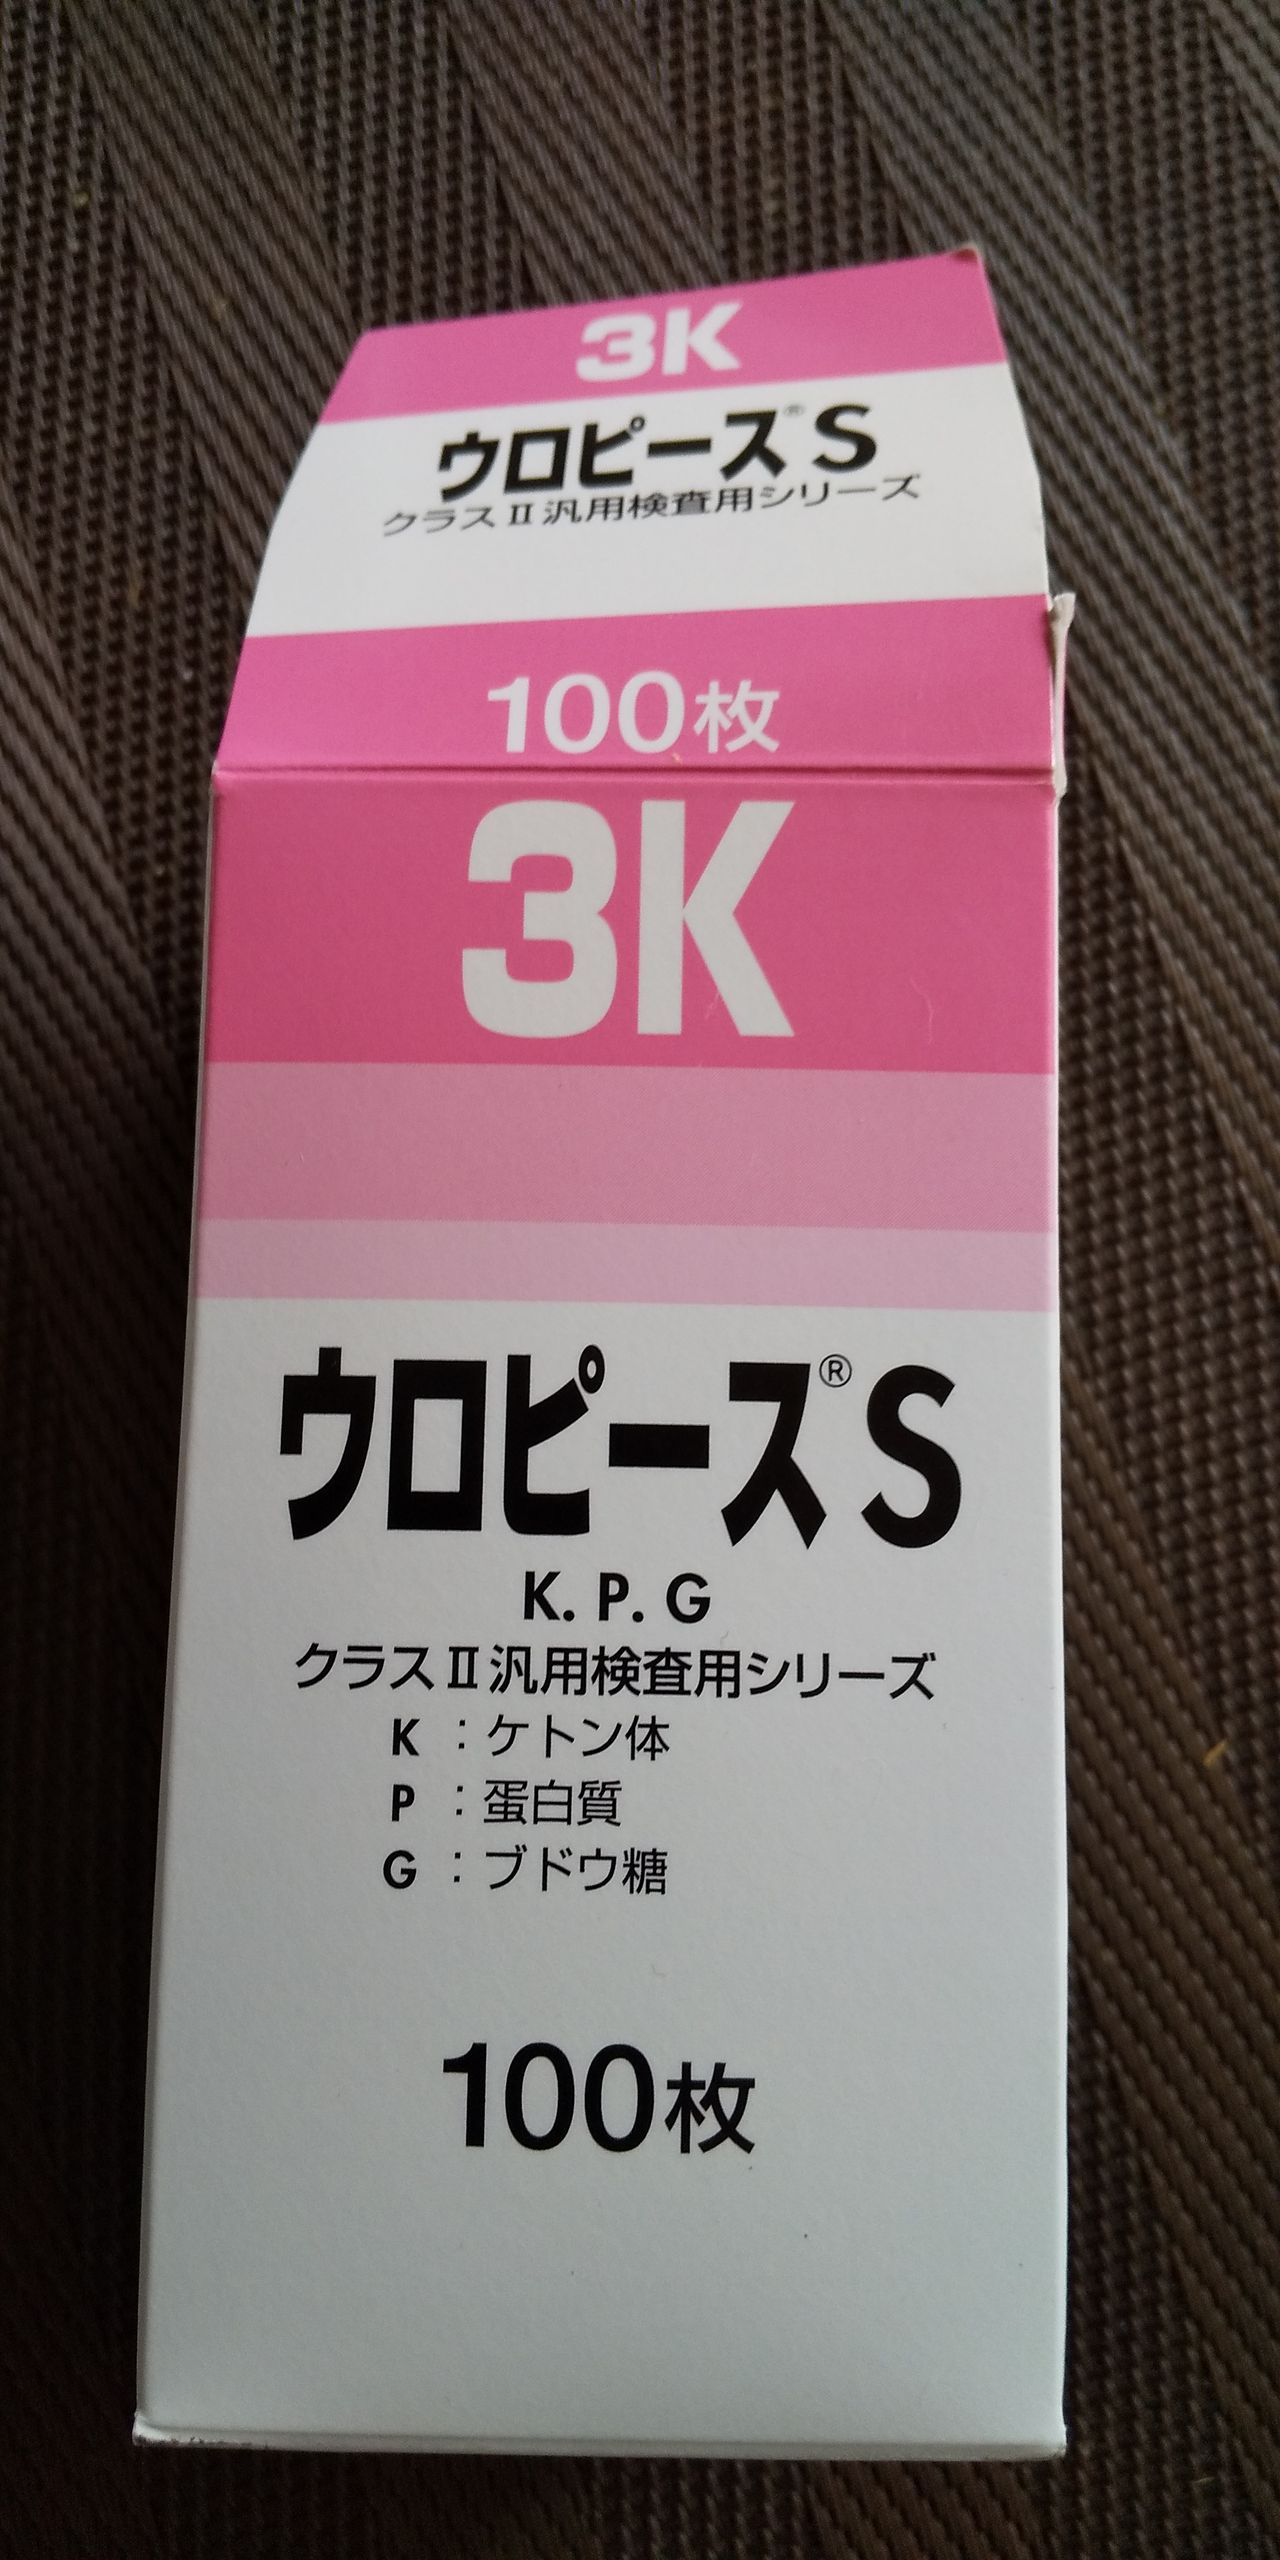 3K
ウロピース® S
クラスⅡ汎用検査用シリーズ
100枚
3K
ウロピース® S
K. P. G
クラスⅡ汎用検査用シリーズ
K：ケトン体
P：蛋白質
G：ブドウ糖
100枚